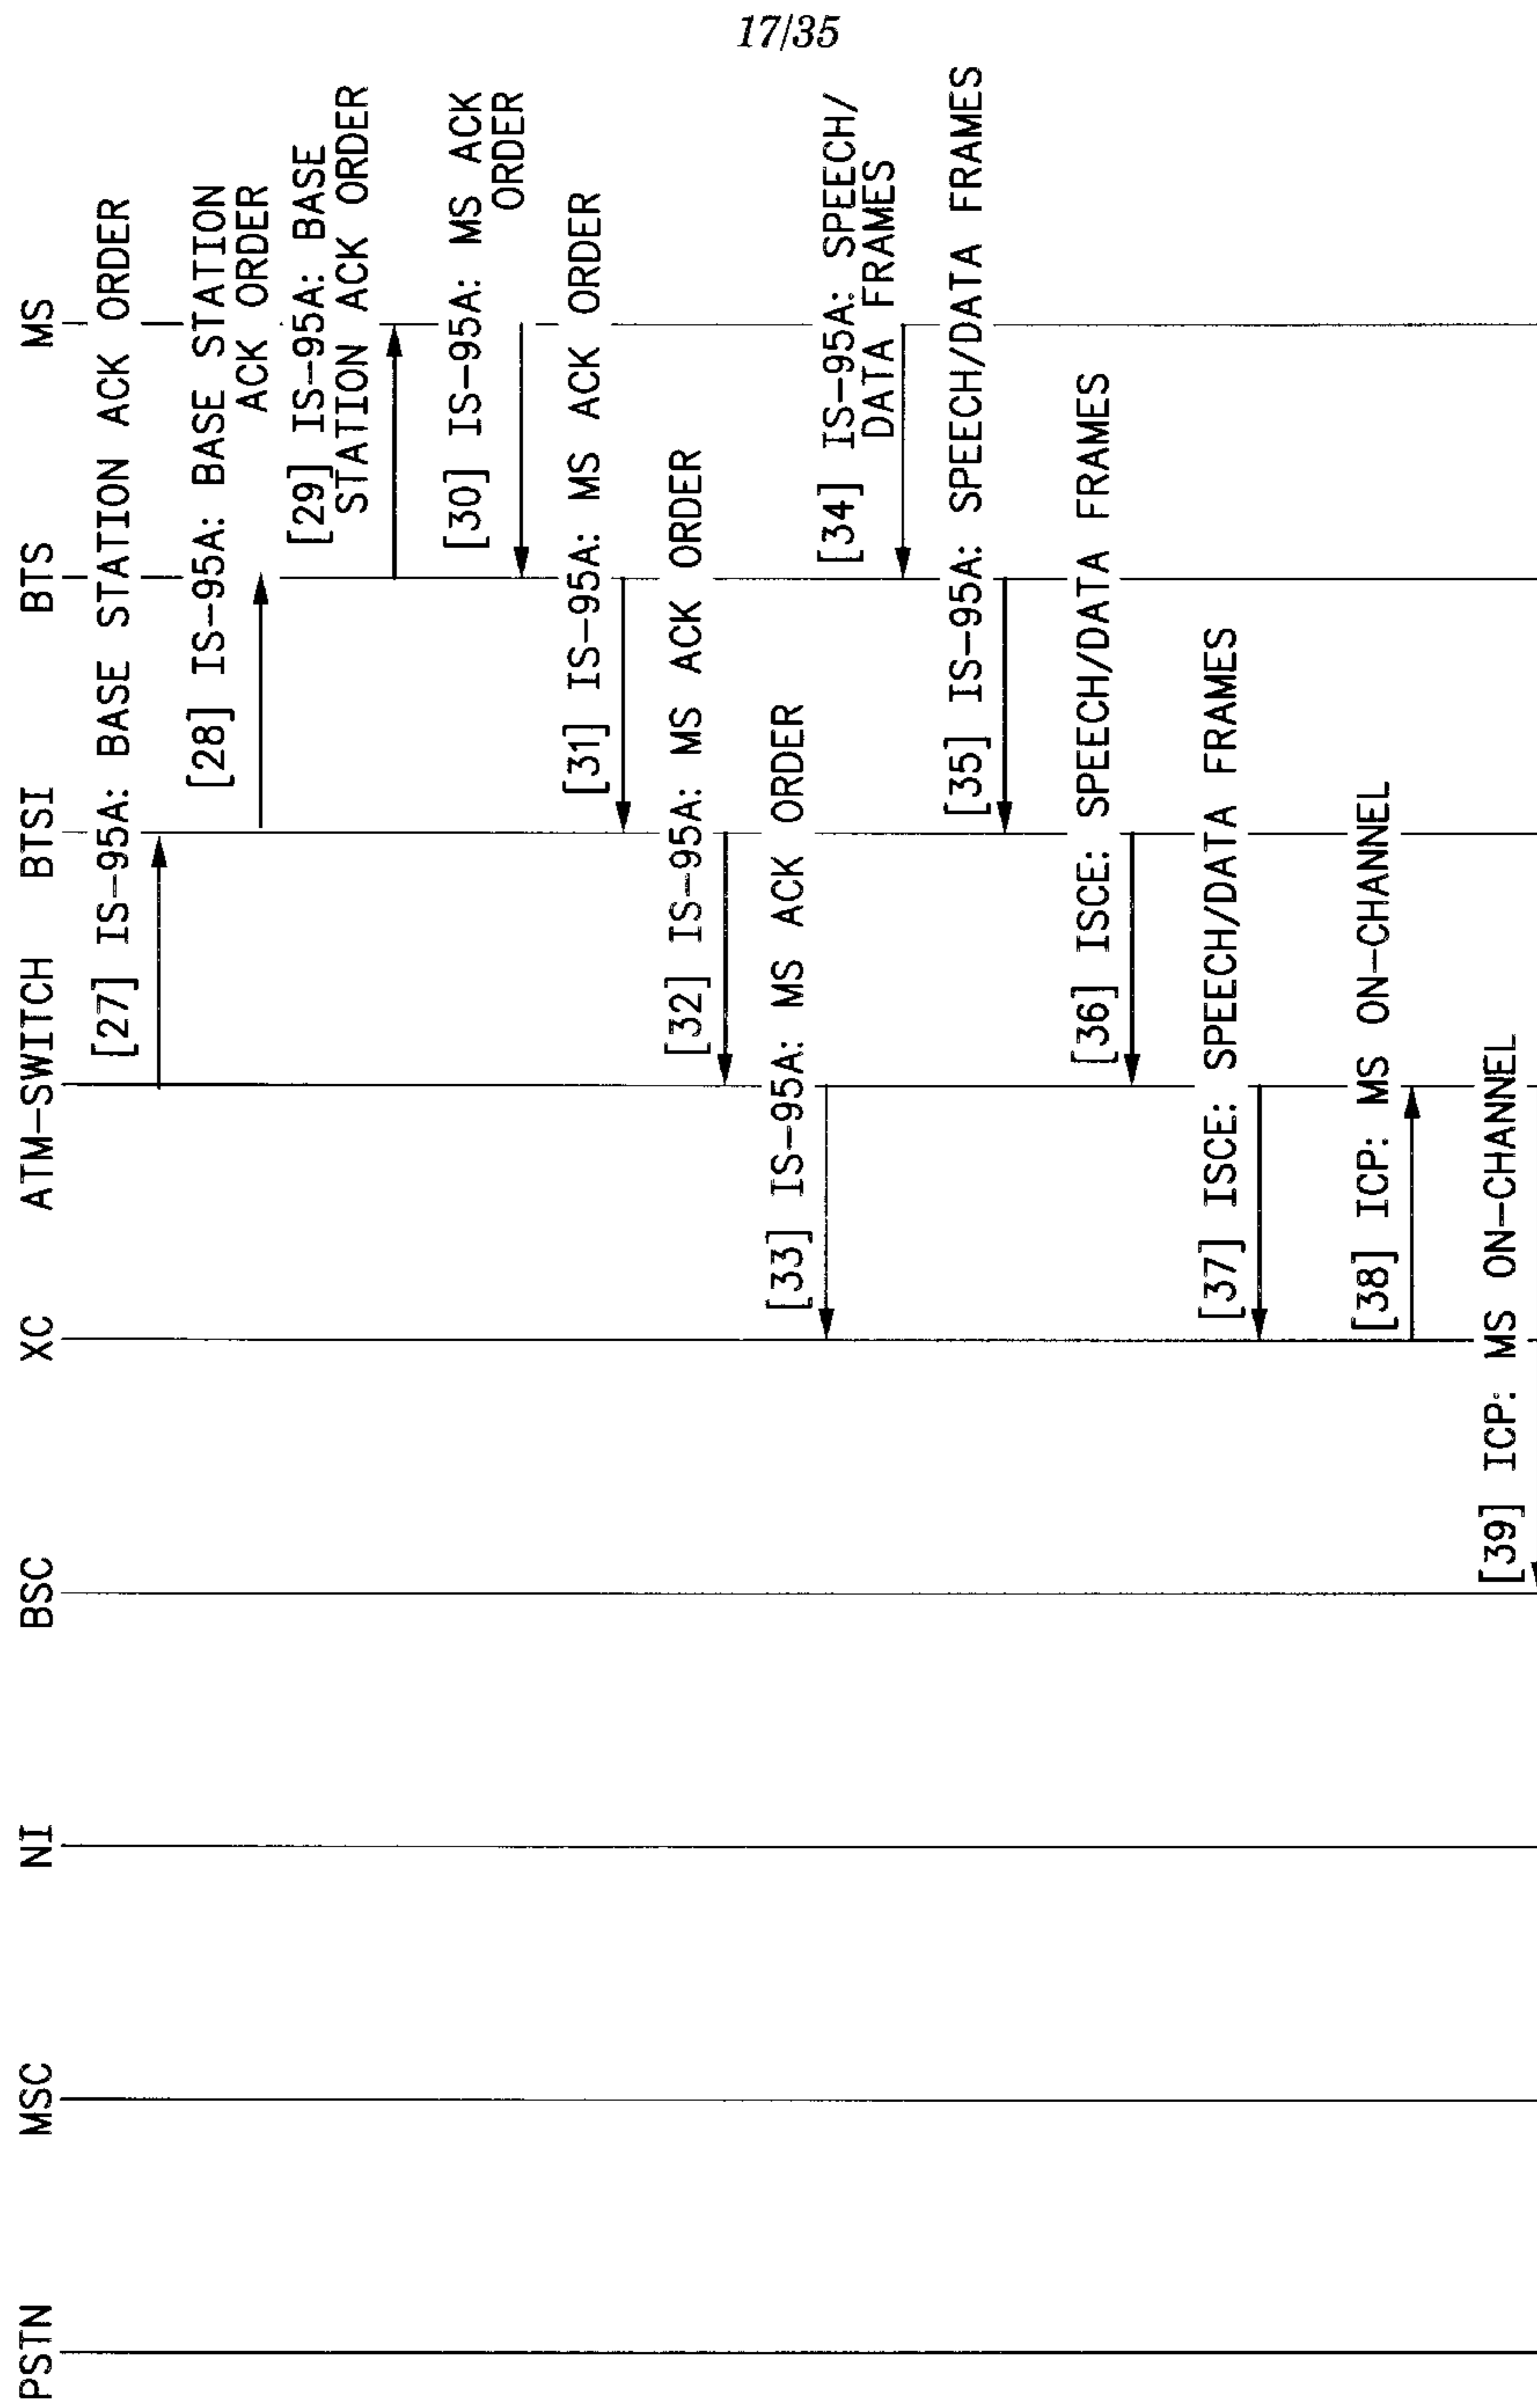 17/35
PSTN MSC NI BSC XC ATM-SWITCH BTSI BTS MS
[27] IS-95A: BASE STATION ACK ORDER
[28] IS-95A: BASE STATION
ACK ORDER
[29] IS-95A: BASE
STATION ACK ORDER
[30] IS-95A: MS ACK
ORDER
[31] IS-95A: MS ACK ORDER
[32] IS-95A: MS ACK ORDER
[33] IS-95A: MS ACK ORDER
[34] IS-95A: SPEECH/
DATA FRAMES
[35] IS-95A: SPEECH/DATA FRAMES
[36] ISCE: SPEECH/DATA FRAMES
[37] ISCE: SPEECH/DATA FRAMES
[38] ICP: MS ON-CHANNEL
[39] ICP: MS ON-CHANNEL